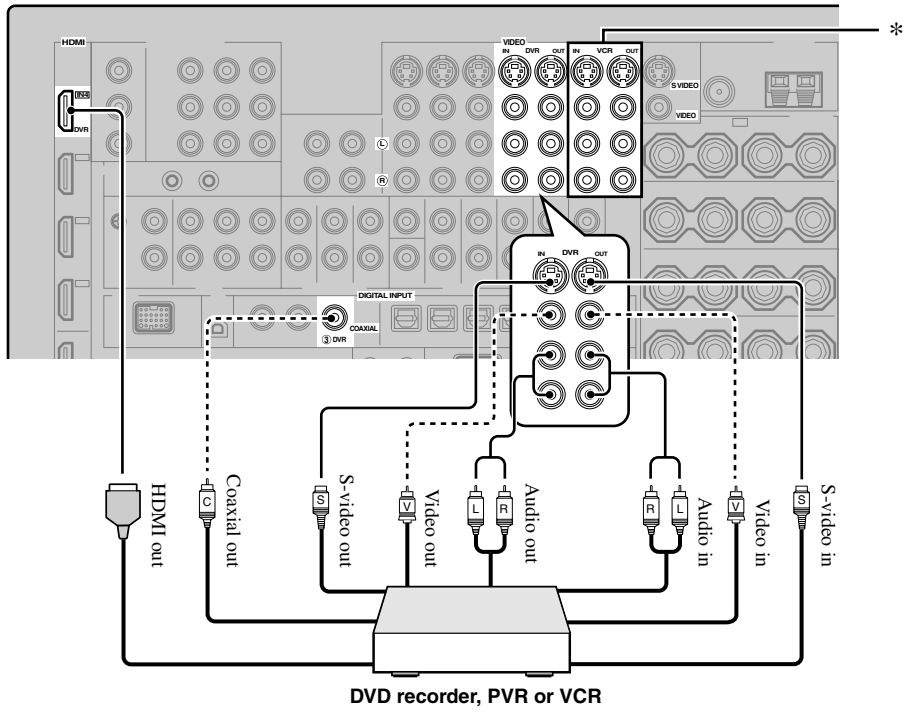 HDMI
VIDEO
IN DVR OUT
IN VCR OUT
*
S VIDEO
VIDEO
IN4
DVR
L
R
IN DVR OUT
DIGITAL INPUT
COAXIAL
③ DVR
C
S
V
L
R
R
L
V
S
HDMI out
Coaxial out
S-video out
Video out
Audio out
Audio in
Video in
S-video in
DVD recorder, PVR or VCR